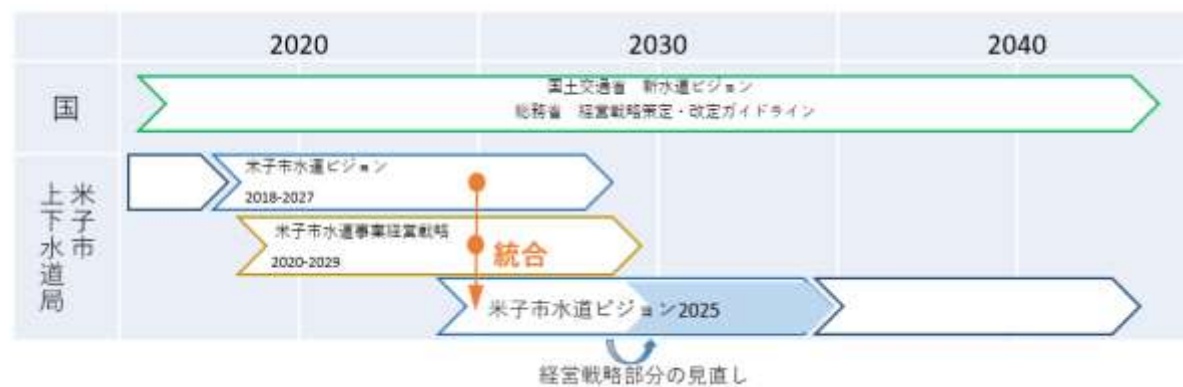 2020 2030 2040
国
国土交通省 新水道ビジョン
総務省 経営戦略策定・改定ガイドライン
米子市
上下水道局
米子市水道ビジョン
2018-2027
米子市水道事業経営戦略
2020-2029
統合
米子市水道ビジョン2025
経営戦略部分の見直し